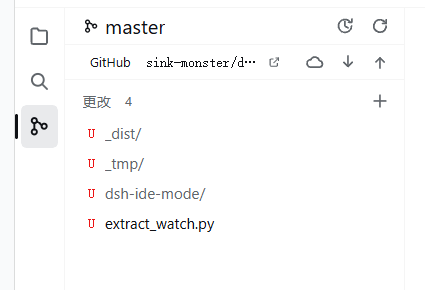 master
GitHub sink-monster/d···
更改 4
U _dist/
U _tmp/
U dsh-ide-mode/
U extract_watch.py